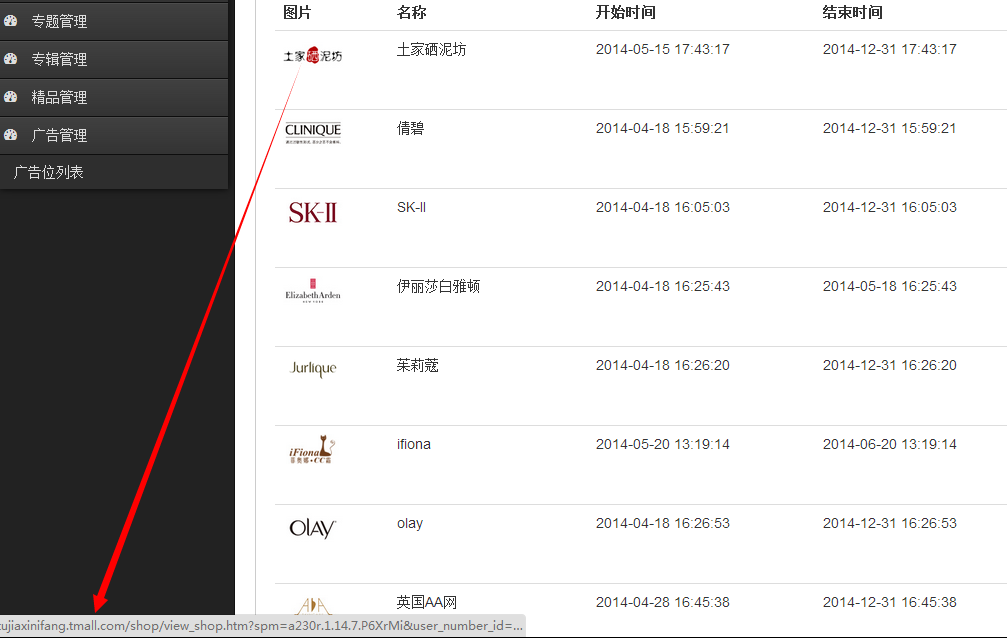 专题管理
专辑管理
精品管理
广告管理
广告位列表
图片 名称 开始时间 结束时间
土家硒泥坊 土家硒泥坊 2014-05-15 17:43:17 2014-12-31 17:43:17
CLINIQUE 倩碧 2014-04-18 15:59:21 2014-12-31 15:59:21
SK-II SK-II 2014-04-18 16:05:03 2014-12-31 16:05:03
Elizabeth Arden 伊丽莎白雅顿 2014-04-18 16:25:43 2014-05-18 16:25:43
NEW YORK
Jurlique 茱莉蔻 2014-04-18 16:26:20 2014-12-31 16:26:20
iFiona ifiona 2014-05-20 13:19:14 2014-06-20 13:19:14
OLAY olay 2014-04-18 16:26:53 2014-12-31 16:26:53
英国AA网 2014-04-28 16:45:38 2014-12-31 16:45:38
tujiaxinifang.tmall.com/shop/view_shop.htm?spm=a230r.1.14.7.P6XrMi&user_number_id=...